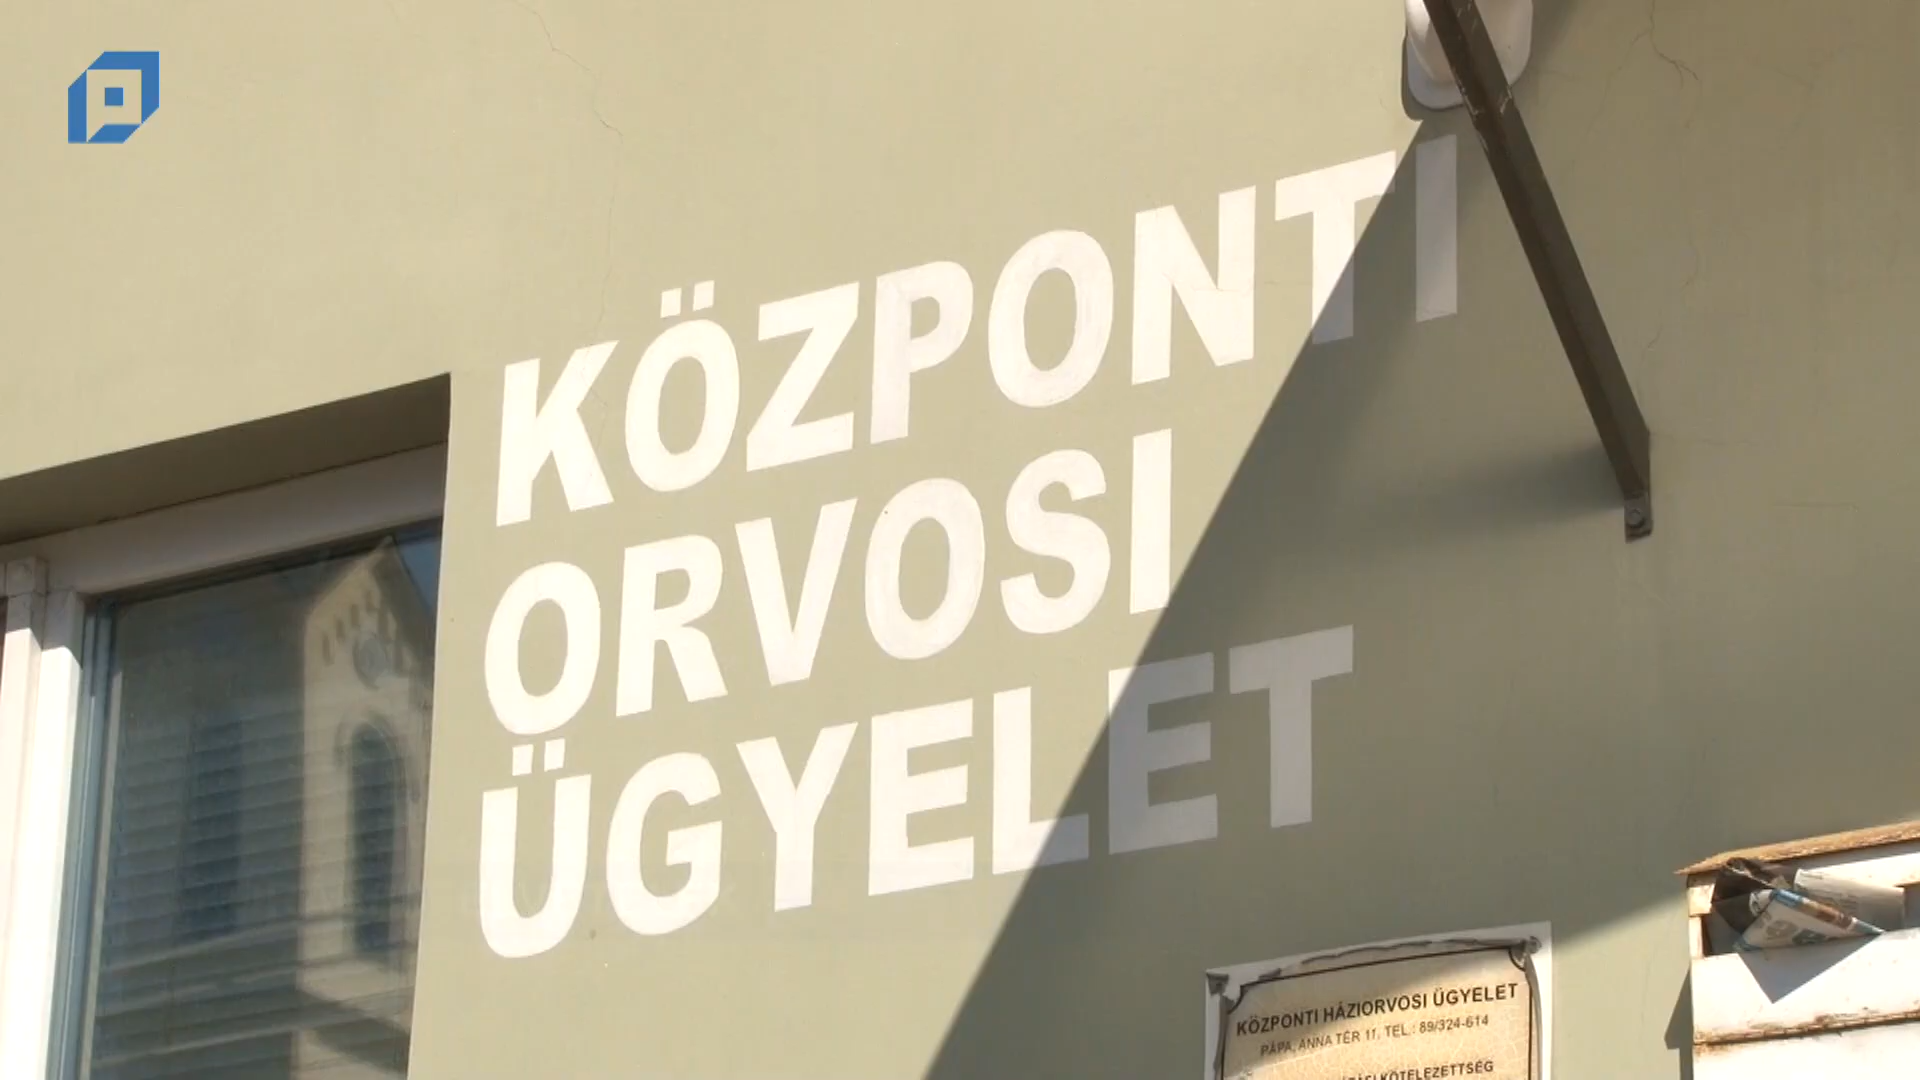 KÖZPONTI
ORVOSI
ÜGYELET
KÖZPONTI HÁZIORVOSI ÜGYELET
PÁPA, ANNA TÉR 11, TEL.: 89/324-614